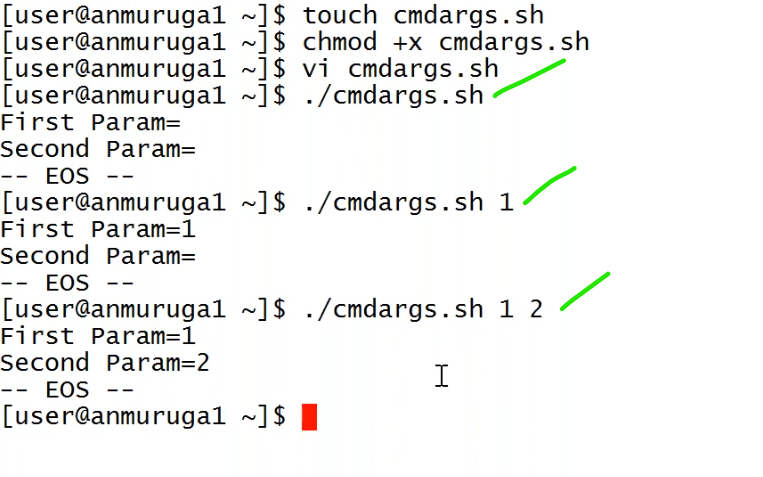 [user@anmuruga1 ~]$ touch cmdargs.sh
[user@anmuruga1 ~]$ chmod +x cmdargs.sh
[user@anmuruga1 ~]$ vi cmdargs.sh
[user@anmuruga1 ~]$ ./cmdargs.sh
First Param=
Second Param=
-- EOS --
[user@anmuruga1 ~]$ ./cmdargs.sh 1
First Param=1
Second Param=
-- EOS --
[user@anmuruga1 ~]$ ./cmdargs.sh 1 2
First Param=1
Second Param=2
-- EOS --
[user@anmuruga1 ~]$